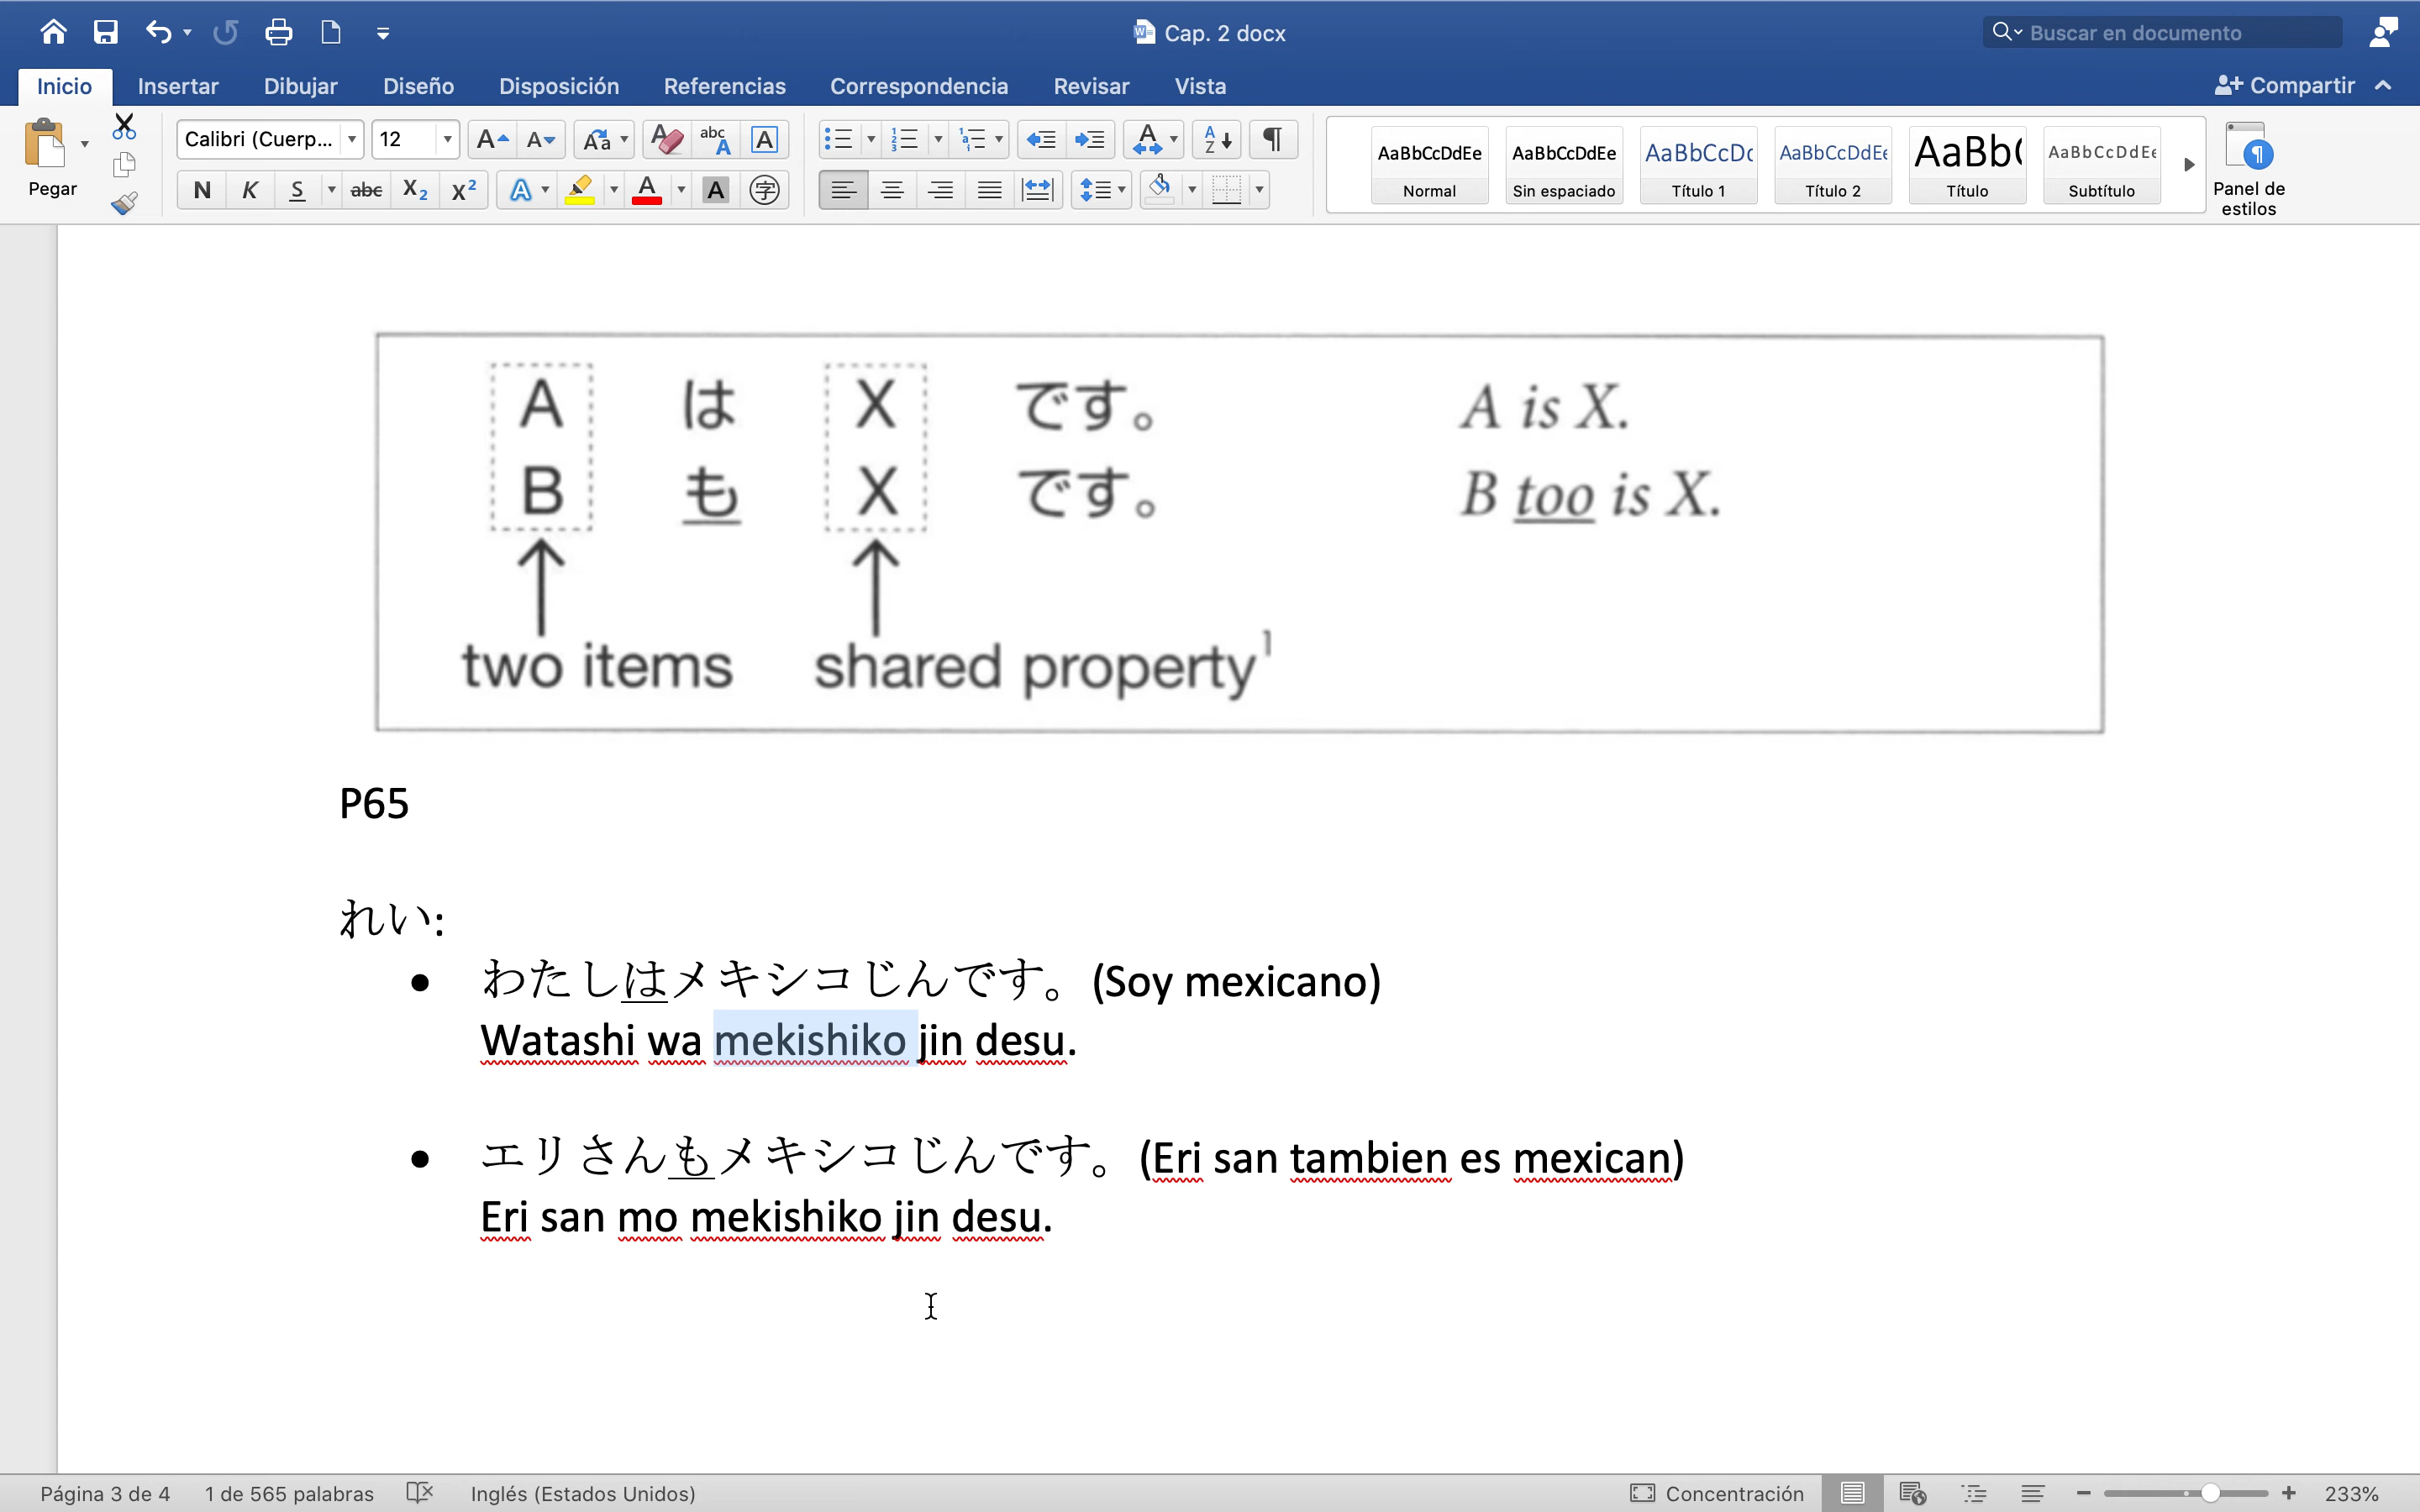 Cap. 2 docx
Buscar en documento
Inicio Insertar Dibujar Diseño Disposición Referencias Correspondencia Revisar Vista Compartir
Pegar
Calibri (Cuerp... 12
N K S abc X₂ X²
AaBbCcDdEe AaBbCcDdEe AaBbCcDc AaBbCcDdEe AaBb( AaBbCcDdEe
Normal Sin espaciado Título 1 Título 2 Título Subtítulo
Panel de
estilos
A は X です。 A is X.
B も X です。 B too is X.
two items shared property¹
P65
れい:
● わたしはメキシコじんです。(Soy mexicano)
Watashi wa mekishiko jin desu.
● エリさんもメキシコじんです。(Eri san tambien es mexican)
Eri san mo mekishiko jin desu.
Página 3 de 4 1 de 565 palabras Inglés (Estados Unidos) Concentración 233%